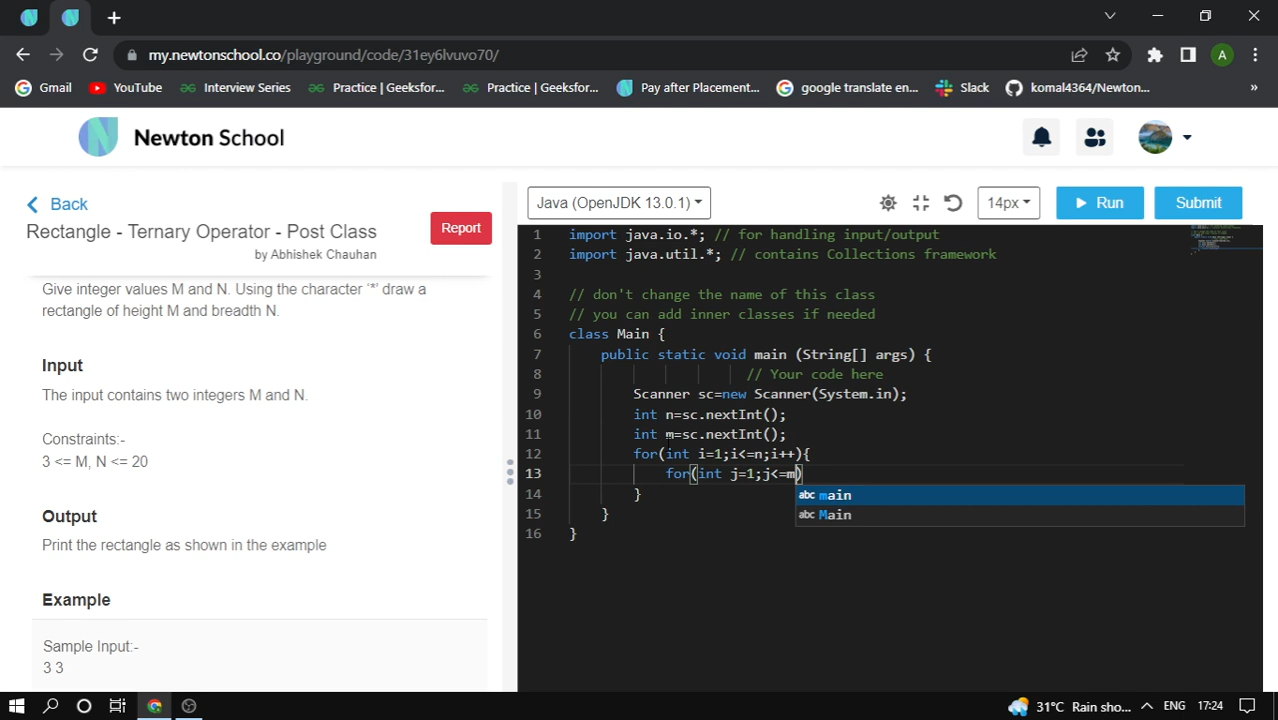 my.newtonschool.co/playground/code/31ey6lvuvo70/
Gmail YouTube Interview Series Practice | Geeksfor... Practice | Geeksfor... Pay after Placement... google translate en... Slack komal4364/Newton... »
A
Newton School
Back
Rectangle - Ternary Operator - Post Class
by Abhishek Chauhan
Report
Give integer values M and N. Using the character ‘*’ draw a
rectangle of height M and breadth N.
Input
The input contains two integers M and N.
Constraints:-
3 <= M, N <= 20
Output
Print the rectangle as shown in the example
Example
Sample Input:-
3 3
Java (OpenJDK 13.0.1)
14px
Run
Submit
1 import java.io.*; // for handling input/output
2 import java.util.*; // contains Collections framework
3
4 // don't change the name of this class
5 // you can add inner classes if needed
6 class Main {
7 public static void main (String[] args) {
8 // Your code here
9 Scanner sc=new Scanner(System.in);
10 int n=sc.nextInt();
11 int m=sc.nextInt();
12 for(int i=1;i<=n;i++){
13 for(int j=1;j<=m)
abc main
abc Main
14 }
15 }
16 }
31°C Rain sho... ENG 17:24